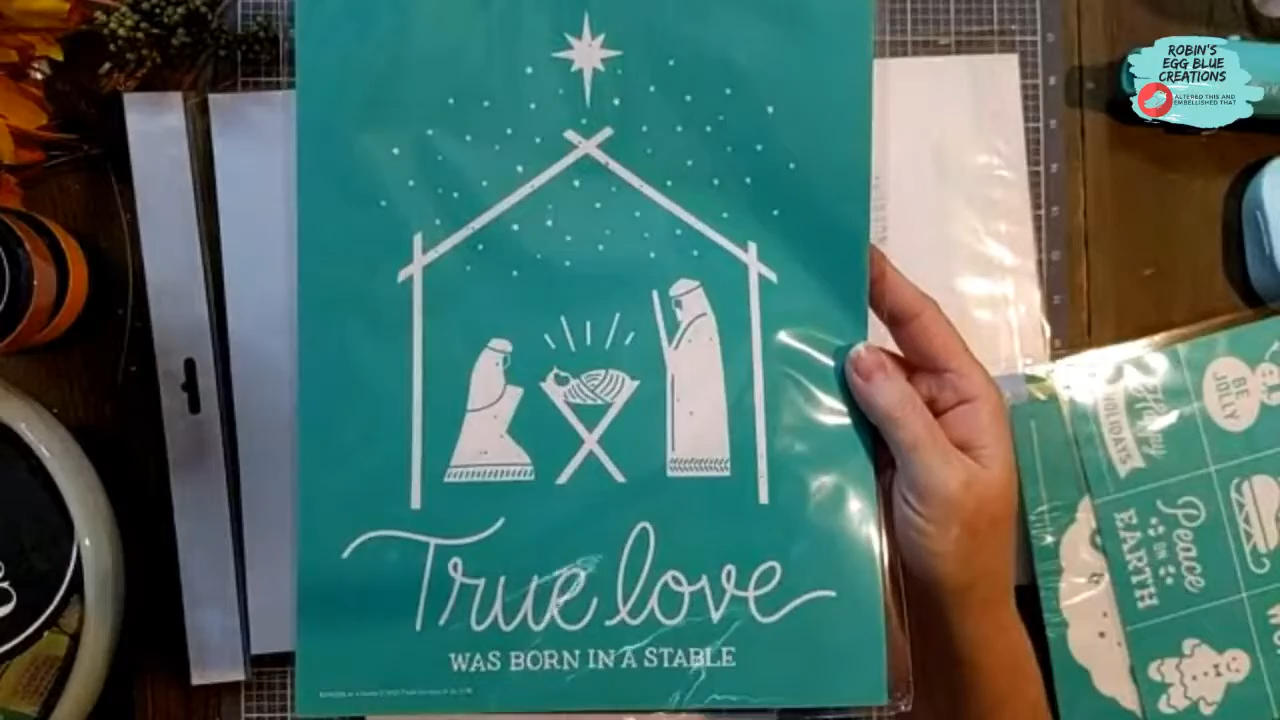 True love
WAS BORN IN A STABLE
ROBIN'S
EGG BLUE
CREATIONS
ALTERED THIS AND
EMBELLISHED THAT
BE
JOLLY
HOLIDAYS
Peace
ON
EARTH